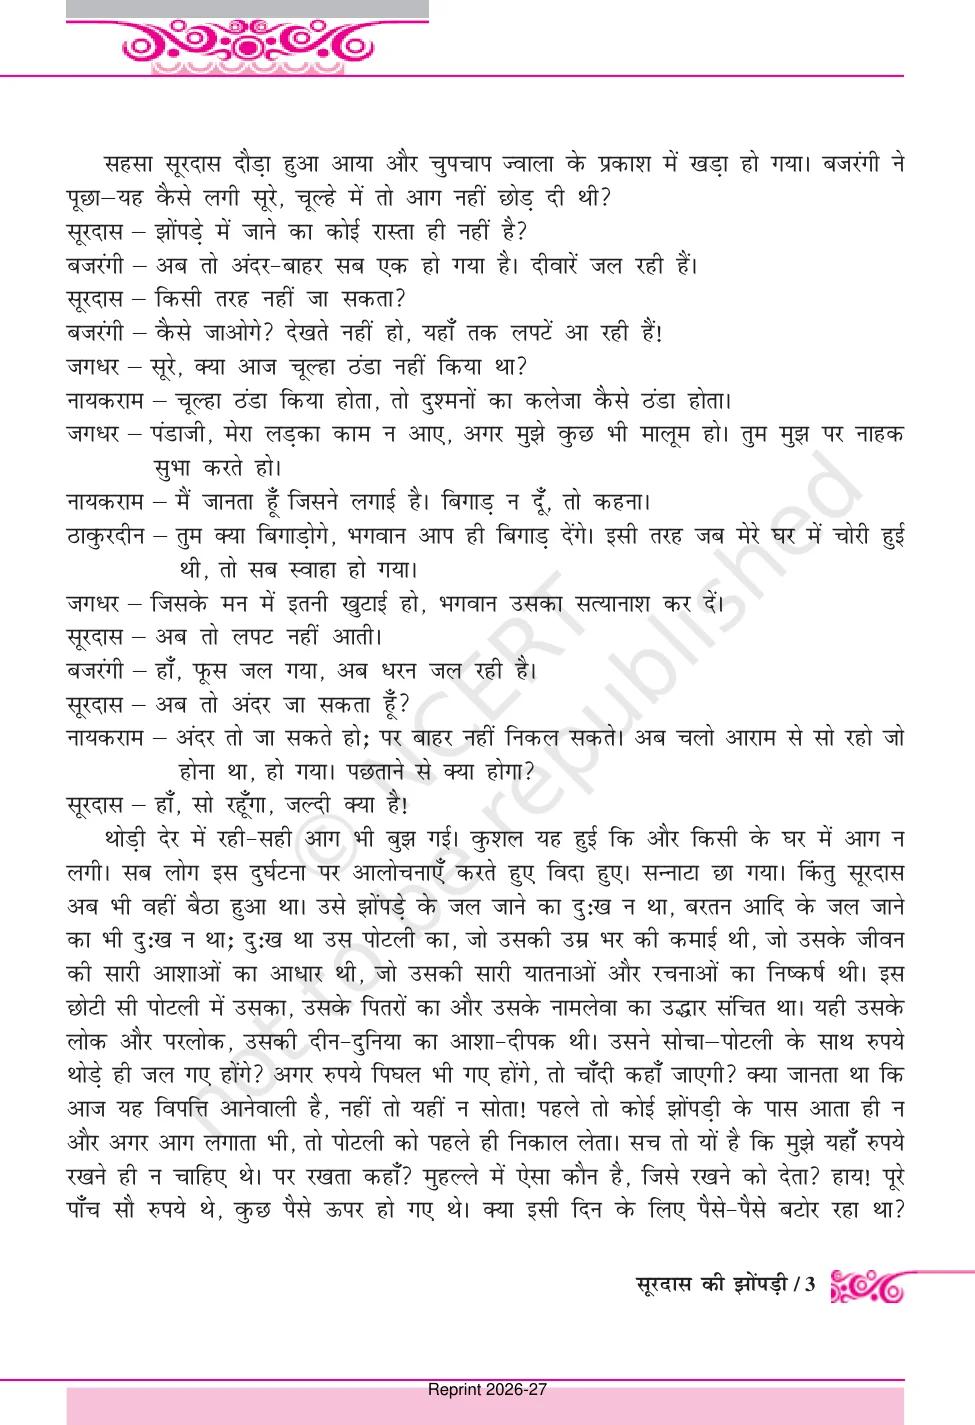 सहसा सूरदास दौड़ा हुआ आया और चुपचाप ज्वाला के प्रकाश में खड़ा हो गया। बजरंगी ने
पूछा—यह कैसे लगी सूरे, चूल्हे में तो आग नहीं छोड़ दी थी?
सूरदास – झोंपड़े में जाने का कोई रास्ता ही नहीं है?
बजरंगी – अब तो अंदर-बाहर सब एक हो गया है। दीवारें जल रही हैं।
सूरदास – किसी तरह नहीं जा सकता?
बजरंगी – कैसे जाओगे? देखते नहीं हो, यहाँ तक लपटें आ रही हैं!
जगधर – सूरे, क्या आज चूल्हा ठंडा नहीं किया था?
नायकराम – चूल्हा ठंडा किया होता, तो दुश्मनों का कलेजा कैसे ठंडा होता।
जगधर – पंडाजी, मेरा लड़का काम न आए, अगर मुझे कुछ भी मालूम हो। तुम मुझ पर नाहक
सुभा करते हो।
नायकराम – मैं जानता हूँ जिसने लगाई है। बिगाड़ न दूँ, तो कहना।
ठाकुरदीन – तुम क्या बिगाड़ोगे, भगवान आप ही बिगाड़ देंगे। इसी तरह जब मेरे घर में चोरी हुई
थी, तो सब स्वाहा हो गया।
जगधर – जिसके मन में इतनी खुटाई हो, भगवान उसका सत्यानाश कर दें।
सूरदास – अब तो लपट नहीं आती।
बजरंगी – हाँ, फूस जल गया, अब धरन जल रही है।
सूरदास – अब तो अंदर जा सकता हूँ?
नायकराम – अंदर तो जा सकते हो; पर बाहर नहीं निकल सकते। अब चलो आराम से सो रहो जो
होना था, हो गया। पछताने से क्या होगा?
सूरदास – हाँ, सो रहूँगा, जल्दी क्या है!
थोड़ी देर में रही-सही आग भी बुझ गई। कुशल यह हुई कि और किसी के घर में आग न
लगी। सब लोग इस दुर्घटना पर आलोचनाएँ करते हुए विदा हुए। सन्नाटा छा गया। किंतु सूरदास
अब भी वहीं बैठा हुआ था। उसे झोंपड़े के जल जाने का दुःख न था, बरतन आदि के जल जाने
का भी दुःख न था; दुःख था उस पोटली का, जो उसकी उम्र भर की कमाई थी, जो उसके जीवन
की सारी आशाओं का आधार थी, जो उसकी सारी यातनाओं और रचनाओं का निष्कर्ष थी। इस
छोटी सी पोटली में उसका, उसके पितरों का और उसके नामलेवा का उद्धार संचित था। यही उसके
लोक और परलोक, उसकी दीन-दुनिया का आशा-दीपक थी। उसने सोचा—पोटली के साथ रुपये
थोड़े ही जल गए होंगे? अगर रुपये पिघल भी गए होंगे, तो चाँदी कहाँ जाएगी? क्या जानता था कि
आज यह विपत्ति आनेवाली है, नहीं तो यहीं न सोता! पहले तो कोई झोंपड़ी के पास आता ही न
और अगर आग लगाता भी, तो पोटली को पहले ही निकाल लेता। सच तो यों है कि मुझे यहाँ रुपये
रखने ही न चाहिए थे। पर रखता कहाँ? मुहल्ले में ऐसा कौन है, जिसे रखने को देता? हाय! पूरे
पाँच सौ रुपये थे, कुछ पैसे ऊपर हो गए थे। क्या इसी दिन के लिए पैसे-पैसे बटोर रहा था?
© NCERT
not to be republished
सूरदास की झोंपड़ी / 3
Reprint 2026-27